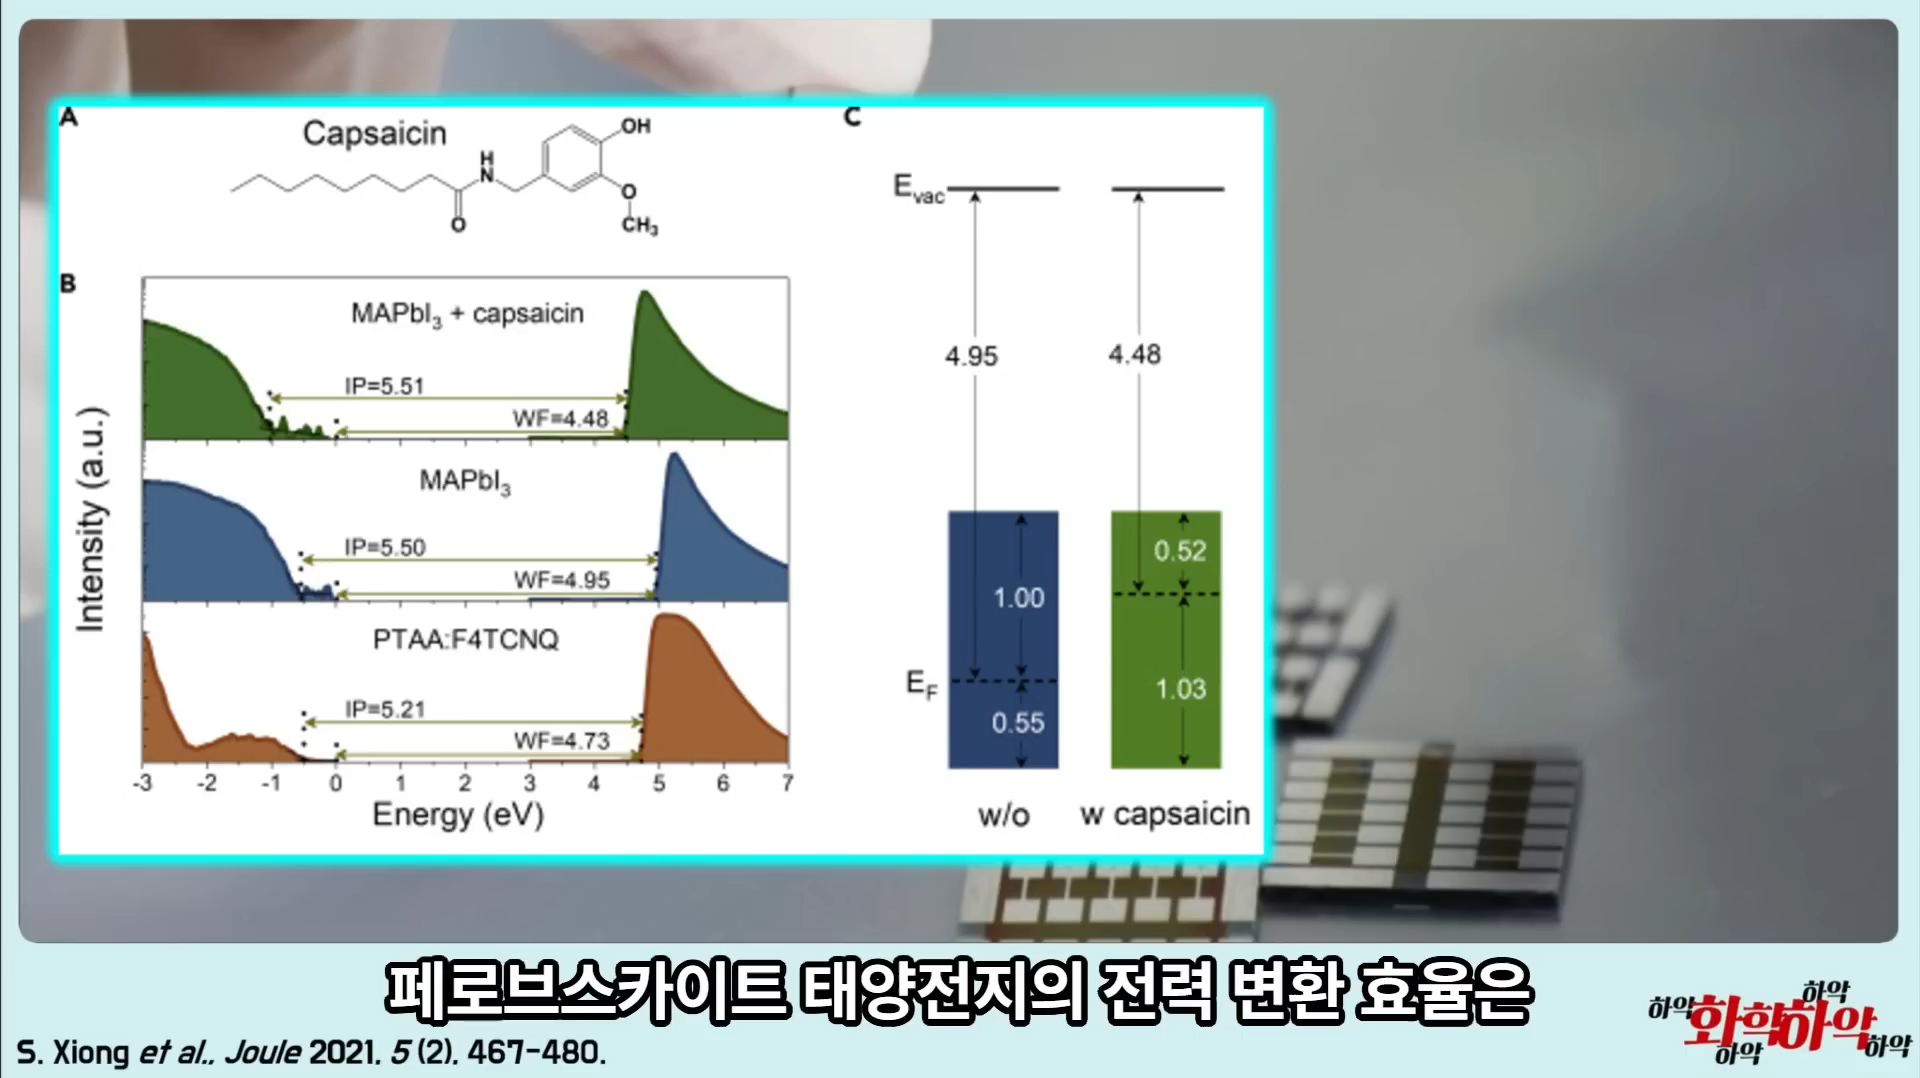 A
Capsaicin
OH
H
N
O
O
CH₃
B
MAPbI₃ + capsaicin
IP=5.51
WF=4.48
MAPbI₃
IP=5.50
WF=4.95
PTAA:F4TCNQ
IP=5.21
WF=4.73
Intensity (a.u.)
-3 -2 -1 0 1 2 3 4 5 6 7
Energy (eV)
C
Evac
4.95
4.48
1.00
0.52
EF
0.55
1.03
w/o
w capsaicin
페로브스카이트 태양전지의 전력 변환 효율은
S. Xiong et al., Joule 2021, 5 (2), 467-480.
하악
하악
화학하악
하악
하악